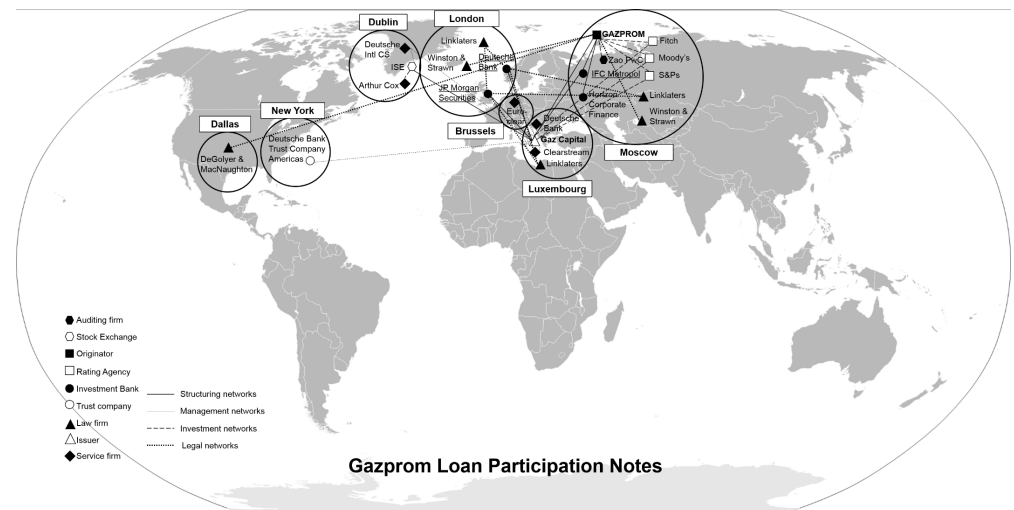 Dublin
London
GAZPROM
Fitch
Linklaters
Deutsche
Intl CS
ISE
Arthur Cox
Winston &
Strawn
Deutsche
Bank
Zao PwC
Moody's
IFC Metropol
S&Ps
JP Morgan
Securities
Horizon
Corporate
Finance
Linklaters
Winston &
Strawn
New York
Dallas
Deutsche Bank
Trust Company
Americas
DeGolyer &
MacNaughton
Euro-
clear
Brussels
Deutsche
Bank
Gaz Capital
Clearstream
Linklaters
Moscow
Luxembourg
Auditing firm
Stock Exchange
Originator
Rating Agency
Investment Bank
Trust company
Law firm
Issuer
Service firm
Structuring networks
Management networks
Investment networks
Legal networks
Gazprom Loan Participation Notes